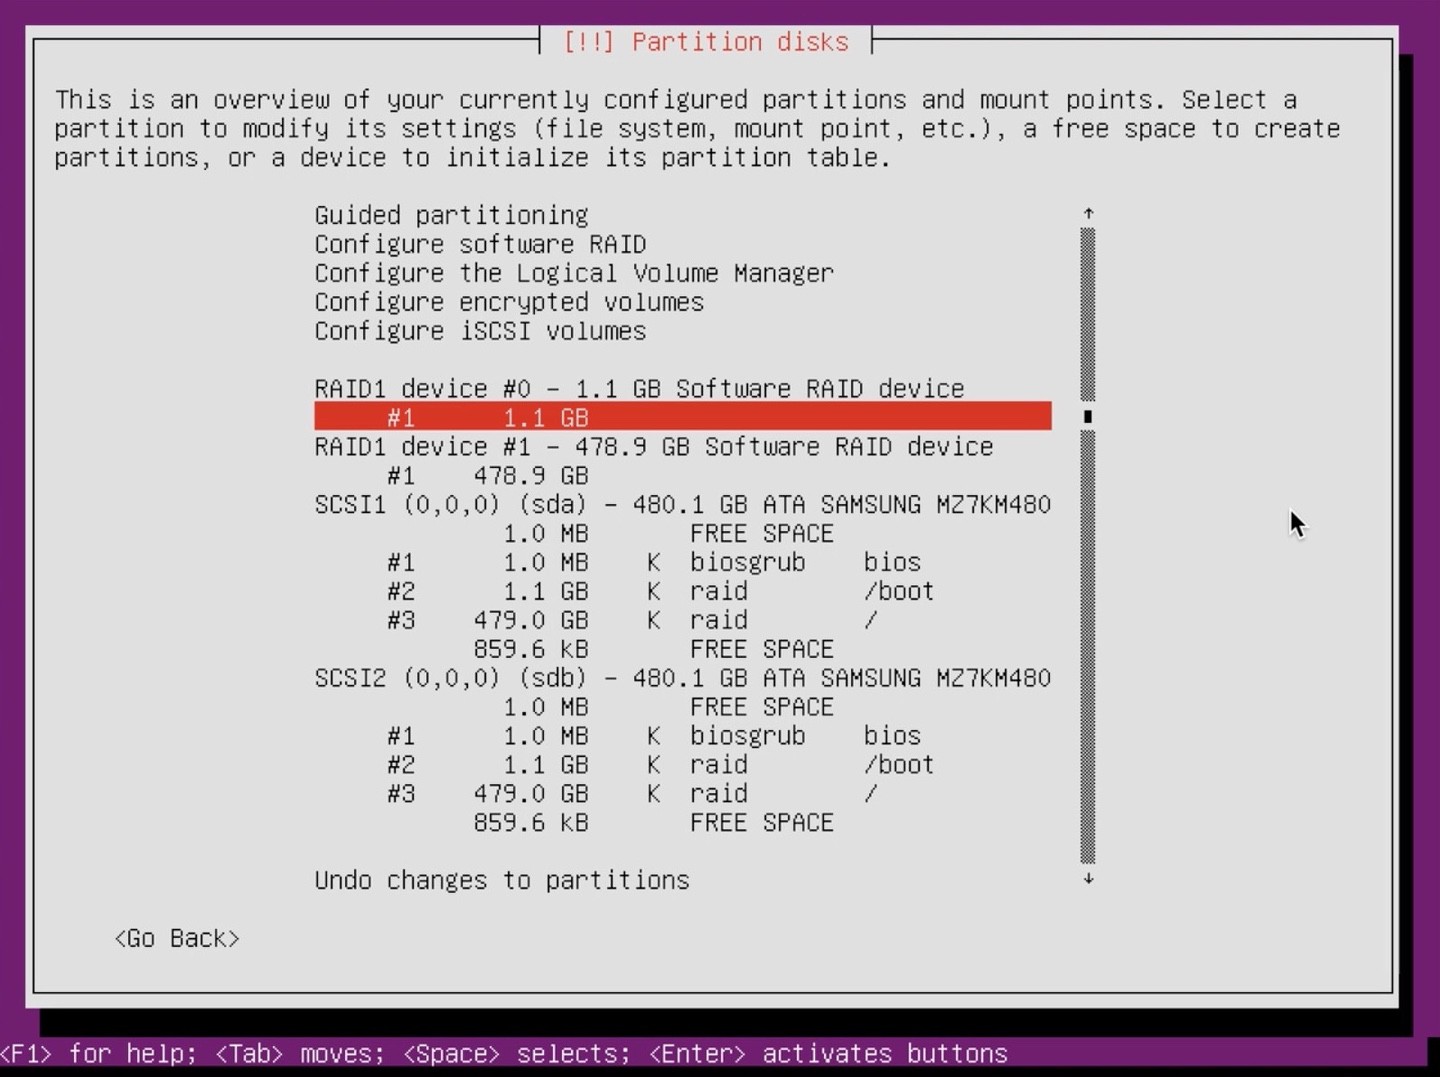 [!!] Partition disks
This is an overview of your currently configured partitions and mount points. Select a
partition to modify its settings (file system, mount point, etc.), a free space to create
partitions, or a device to initialize its partition table.
Guided partitioning
Configure software RAID
Configure the Logical Volume Manager
Configure encrypted volumes
Configure iSCSI volumes
RAID1 device #0 - 1.1 GB Software RAID device
#1 1.1 GB
RAID1 device #1 - 478.9 GB Software RAID device
#1 478.9 GB
SCSI1 (0,0,0) (sda) - 480.1 GB ATA SAMSUNG MZ7KM480
1.0 MB FREE SPACE
#1 1.0 MB K biosgrub bios
#2 1.1 GB K raid /boot
#3 479.0 GB K raid /
859.6 kB FREE SPACE
SCSI2 (0,0,0) (sdb) - 480.1 GB ATA SAMSUNG MZ7KM480
1.0 MB FREE SPACE
#1 1.0 MB K biosgrub bios
#2 1.1 GB K raid /boot
#3 479.0 GB K raid /
859.6 kB FREE SPACE
Undo changes to partitions
<Go Back>
<F1> for help; <Tab> moves; <Space> selects; <Enter> activates buttons